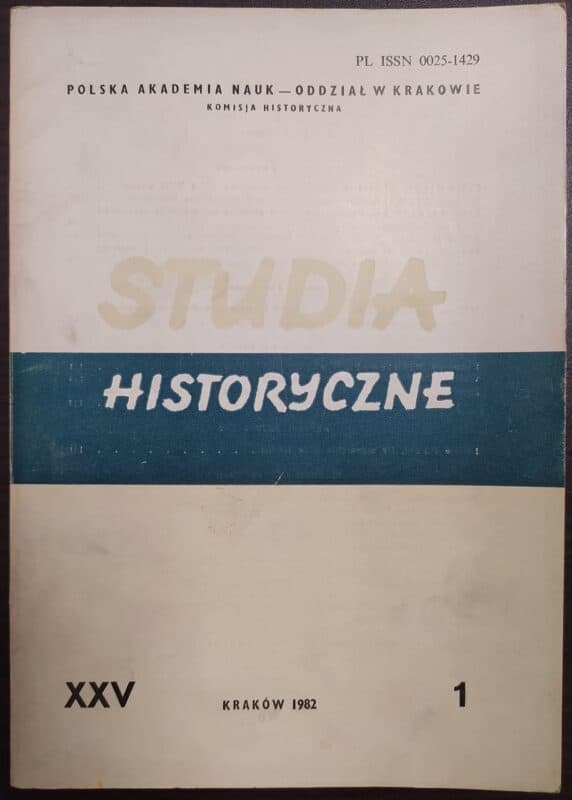 PL ISSN 0025-1429
POLSKA AKADEMIA NAUK — ODDZIAŁ W KRAKOWIE
KOMISJA HISTORYCZNA
STUDIA
HISTORYCZNE
XXV
KRAKÓW 1982
1